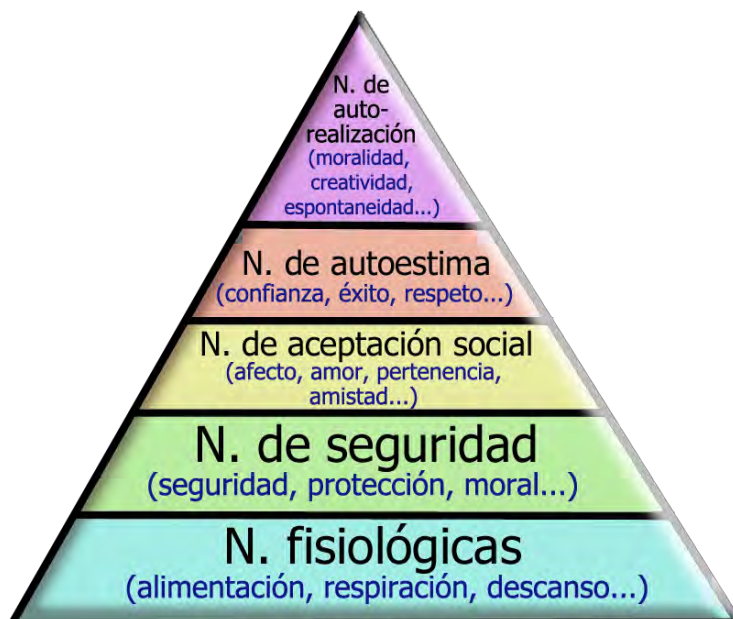 N. de
auto-
realización
(moralidad,
creatividad,
espontaneidad...)
N. de autoestima
(confianza, éxito, respeto...)
N. de aceptación social
(afecto, amor, pertenencia,
amistad...)
N. de seguridad
(seguridad, protección, moral...)
N. fisiológicas
(alimentación, respiración, descanso...)